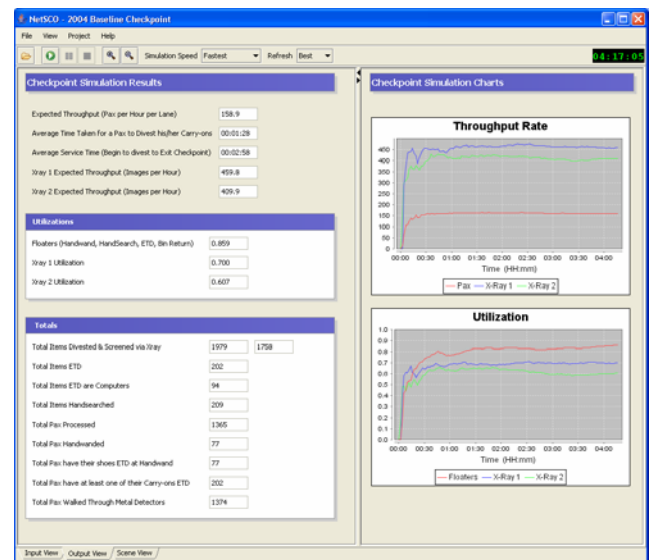 NetSCO - 2004 Baseline Checkpoint
File View Project Help
Simulation Speed Fastest Refresh Best
04:17:05
Checkpoint Simulation Results
Expected Throughput (Pax per Hour per Lane) 158.9
Average Time Taken for a Pax to Divest his/her Carry-ons 00:01:28
Average Service Time (Begin to divest to Exit Checkpoint) 00:02:58
Xray 1 Expected Throughput (Images per Hour) 459.8
Xray 2 Expected Throughput (Images per Hour) 409.9
Utilizations
Floaters (Handwand, HandSearch, ETD, Bin Return) 0.859
Xray 1 Utilization 0.700
Xray 2 Utilization 0.607
Totals
Total Items Divested & Screened via Xray 1979 1758
Total Items ETD 202
Total Items ETD are Computers 94
Total Items Handsearched 209
Total Pax Processed 1365
Total Pax Handwanded 77
Total Pax have their shoes ETD at Handwand 77
Total Pax have at least one of their Carry-ons ETD 202
Total Pax Walked Through Metal Detectors 1374
Checkpoint Simulation Charts
Throughput Rate
450
400
350
300
250
200
150
100
50
0
00:00 00:30 01:00 01:30 02:00 02:30 03:00 03:30 04:00
Time (HH:mm)
Pax X-Ray 1 X-Ray 2
Utilization
1.0
0.9
0.8
0.7
0.6
0.5
0.4
0.3
0.2
0.1
0.0
00:00 00:30 01:00 01:30 02:00 02:30 03:00 03:30 04:00
Time (HH:mm)
Floaters X-Ray 1 X-Ray 2
Input View Output View Scene View